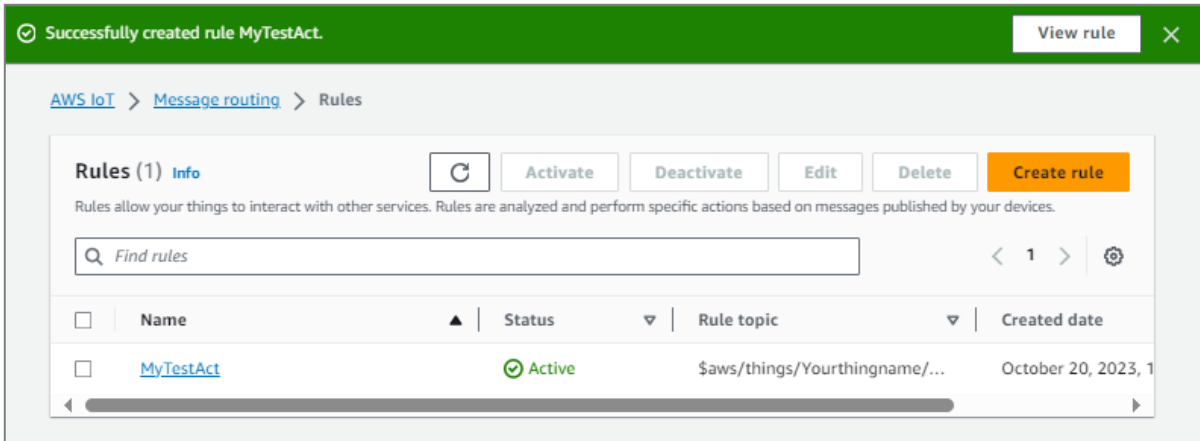 Successfully created rule MyTestAct.
View rule
AWS IoT > Message routing > Rules
Rules (1) Info
Activate
Deactivate
Edit
Delete
Create rule
Rules allow your things to interact with other services. Rules are analyzed and perform specific actions based on messages published by your devices.
Find rules
1
Name Status Rule topic Created date
MyTestAct Active $aws/things/Yourthingname/... October 20, 2023, 1